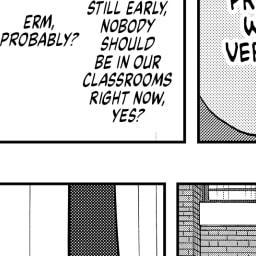 STILL EARLY,
NOBODY
SHOULD
BE IN OUR
CLASSROOMS
RIGHT NOW,
YES?
ERM,
PROBABLY?